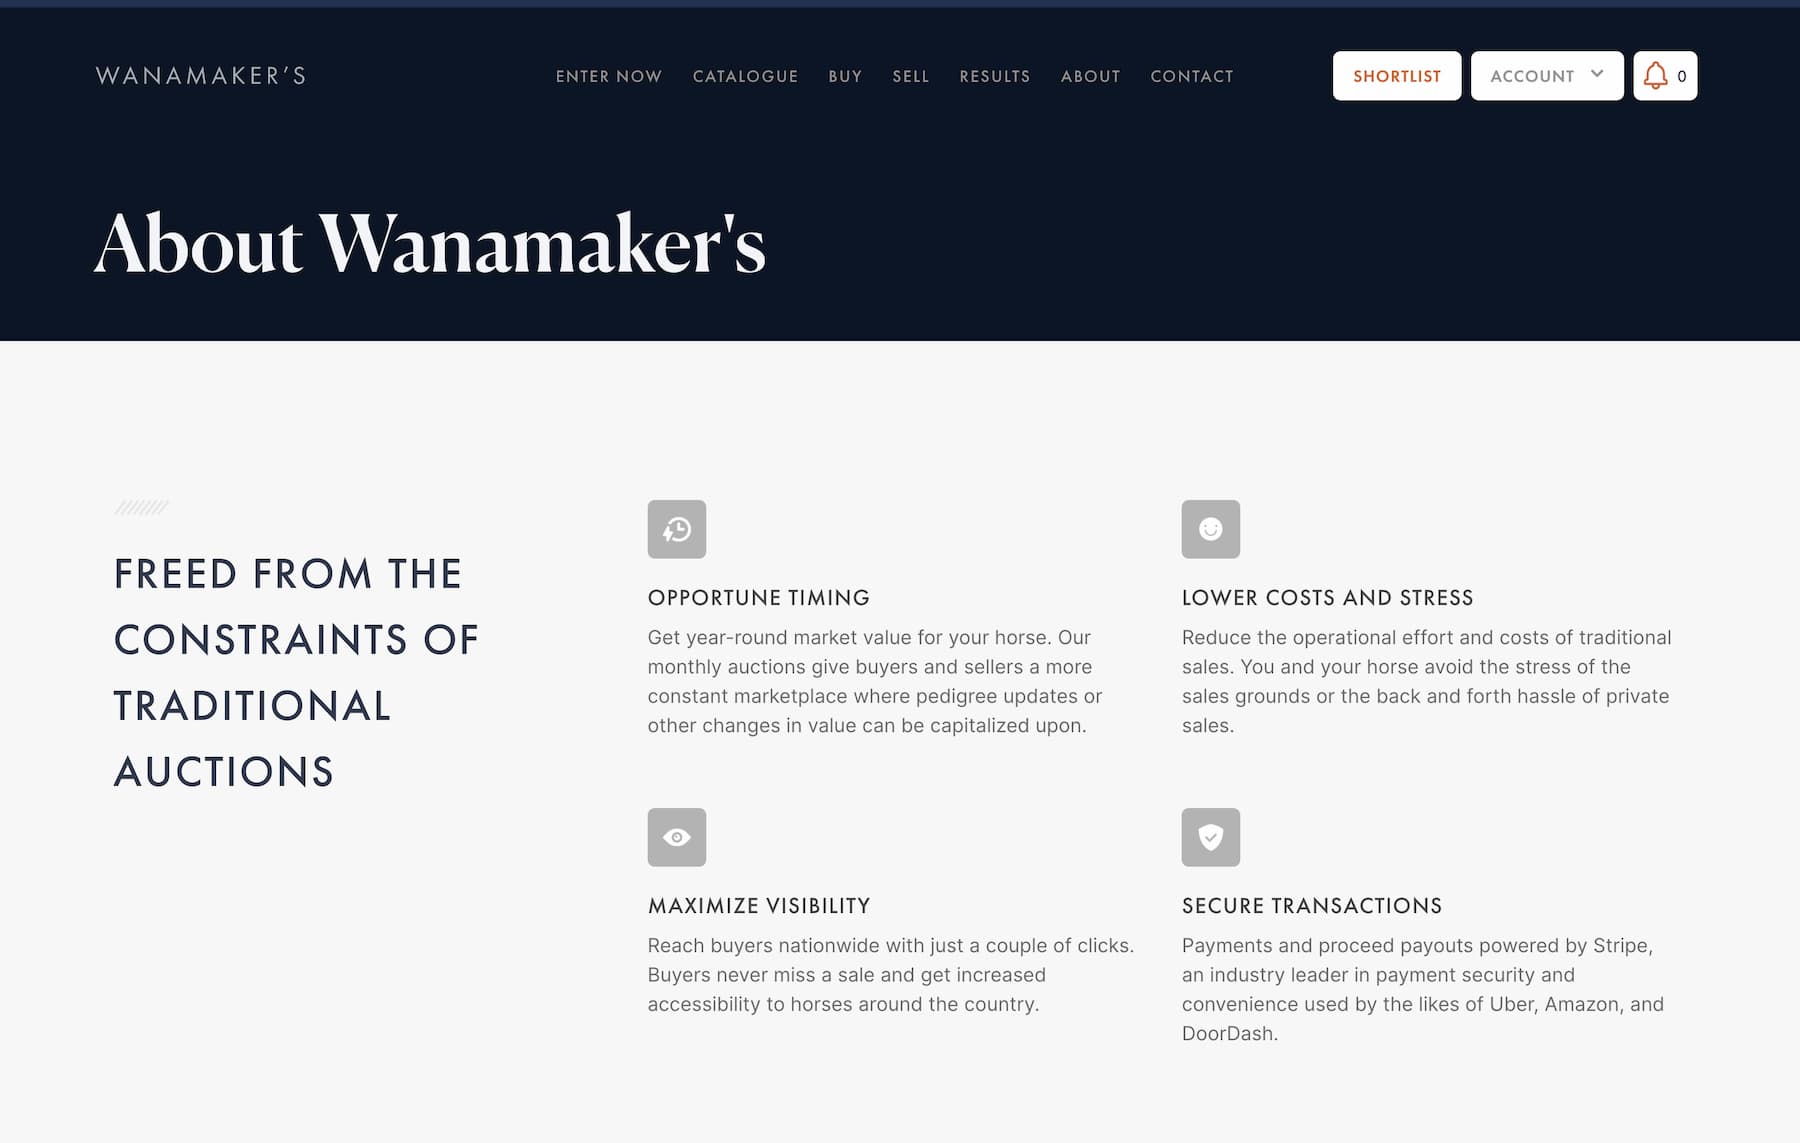 WANAMAKER’S
ENTER NOW
CATALOGUE
BUY
SELL
RESULTS
ABOUT
CONTACT
SHORTLIST
ACCOUNT
0
About Wanamaker's
FREED FROM THE
CONSTRAINTS OF
TRADITIONAL
AUCTIONS
OPPORTUNE TIMING
Get year-round market value for your horse. Our
monthly auctions give buyers and sellers a more
constant marketplace where pedigree updates or
other changes in value can be capitalized upon.
LOWER COSTS AND STRESS
Reduce the operational effort and costs of traditional
sales. You and your horse avoid the stress of the
sales grounds or the back and forth hassle of private
sales.
MAXIMIZE VISIBILITY
Reach buyers nationwide with just a couple of clicks.
Buyers never miss a sale and get increased
accessibility to horses around the country.
SECURE TRANSACTIONS
Payments and proceed payouts powered by Stripe,
an industry leader in payment security and
convenience used by the likes of Uber, Amazon, and
DoorDash.